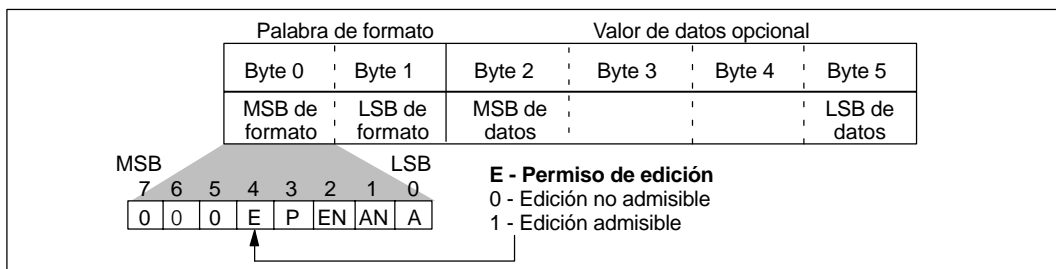 Palabra de formato Valor de datos opcional
Byte 0 Byte 1 Byte 2 Byte 3 Byte 4 Byte 5
MSB de formato LSB de formato MSB de datos LSB de datos
MSB LSB
7 6 5 4 3 2 1 0
0 0 0 E P EN AN A
E - Permiso de edición
0 - Edición no admisible
1 - Edición admisible